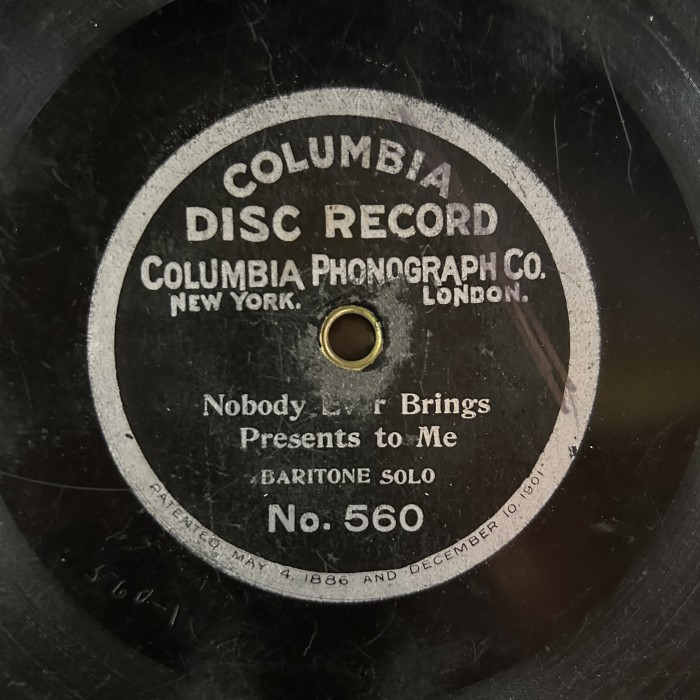 COLUMBIA
DISC RECORD
COLUMBIA PHONOGRAPH CO.
NEW YORK. LONDON.
Nobody Ever Brings
Presents to Me
BARITONE SOLO
No. 560
PATENTED MAY 4, 1886 AND DECEMBER 10, 1901.
560-1